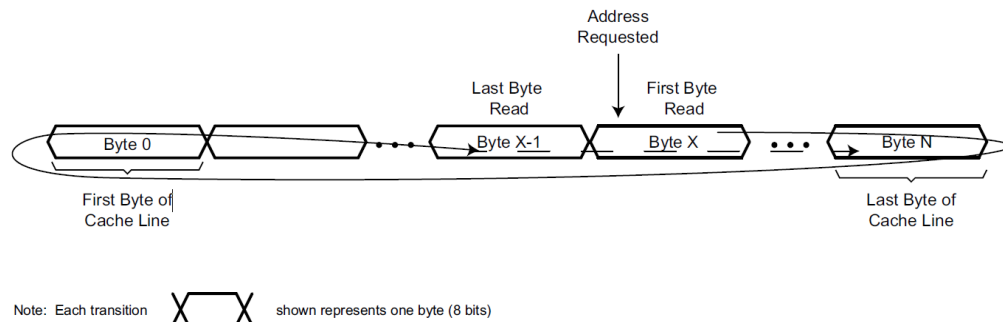 Address
Requested
Last Byte
Read
First Byte
Read
Byte 0
Byte X-1
Byte X
Byte N
First Byte of
Cache Line
Last Byte of
Cache Line
Note: Each transition
shown represents one byte (8 bits)